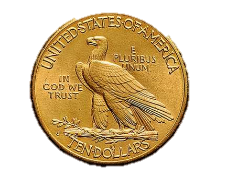 UNITED·STATES·OF·AMERICA
E
PLURIBUS
UNUM
IN
GOD WE
TRUST
TEN·DOLLARS